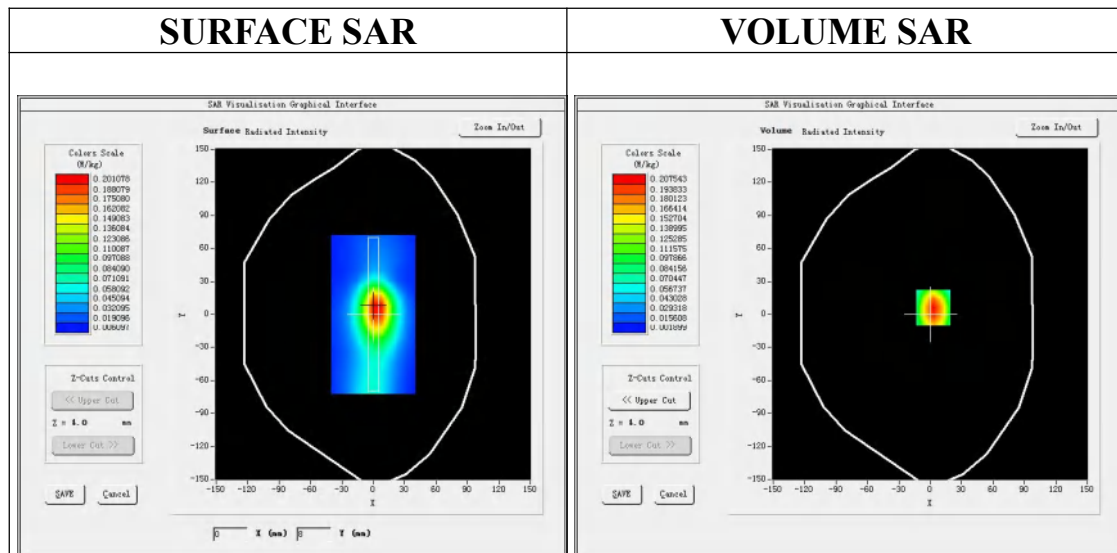 SURFACE SAR
VOLUME SAR
SAR Visualisation Graphical Interface
Surface Radiated Intensity
Zoom In/Out
Colors Scale
(W/kg)
0.201078
0.188079
0.175080
0.162082
0.149083
0.136084
0.123086
0.110087
0.097088
0.084090
0.071091
0.058092
0.045094
0.032095
0.019096
0.006097
150
120
90
60
30
0
-30
-60
-90
-120
-150
Y
-150 -120 -90 -60 -30 0 30 60 90 120 150
X
Z-Cuts Control
<< Upper Cut
Z = 4.0 mm
Lower Cut >>
SAVE Cancel
0 X (mm) 8 Y (mm)
SAR Visualisation Graphical Interface
Volume Radiated Intensity
Zoom In/Out
Colors Scale
(W/kg)
0.207543
0.193833
0.180123
0.166414
0.152704
0.138995
0.125285
0.111575
0.097866
0.084156
0.070447
0.056737
0.043028
0.029318
0.015608
0.001899
150
120
90
60
30
0
-30
-60
-90
-120
-150
Y
-150 -120 -90 -60 -30 0 30 60 90 120 150
X
Z-Cuts Control
<< Upper Cut
Z = 4.0 mm
Lower Cut >>
SAVE Cancel